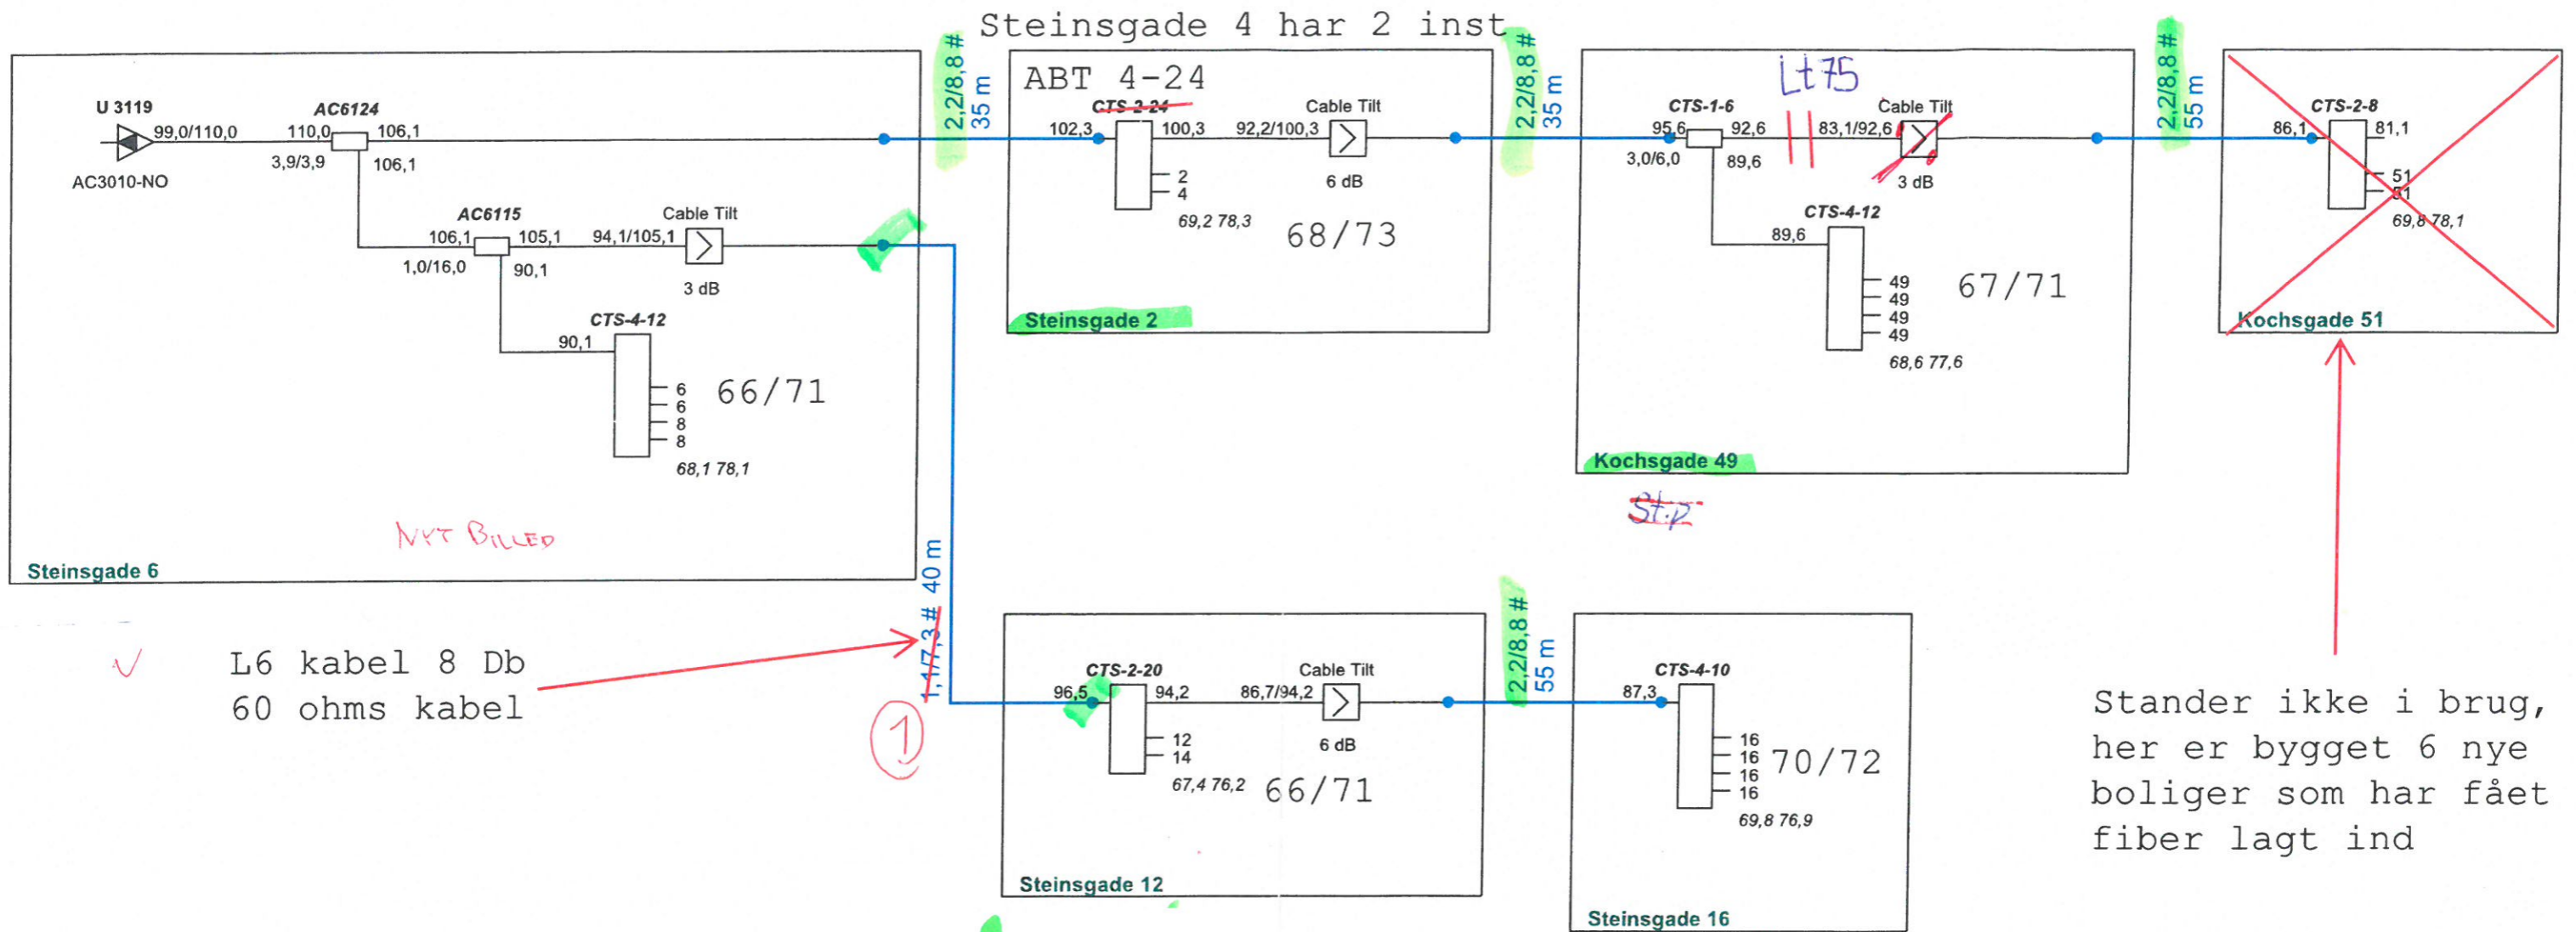 Steinsgade 4 har 2 inst
U 3119
99,0/110,0
AC3010-NO
AC6124
110,0
106,1
3,9/3,9
106,1
AC6115
106,1
105,1
1,0/16,0
90,1
94,1/105,1
Cable Tilt
3 dB
CTS-4-12
90,1
6
6
8
8
66/71
68,1 78,1
NYT BILLED
Steinsgade 6
2,2/8,8 #
35 m
ABT 4-24
CTS-2-24
102,3
100,3
92,2/100,3
Cable Tilt
6 dB
2
4
69,2 78,3
68/73
Steinsgade 2
2,2/8,8 #
35 m
Lt75
CTS-1-6
95,6
92,6
3,0/6,0
89,6
83,1/92,6
Cable Tilt
3 dB
CTS-4-12
89,6
49
49
49
49
67/71
68,6 77,6
Kochsgade 49
St.p
2,2/8,8 #
55 m
CTS-2-8
86,1
81,1
51
51
69,8 78,1
Kochsgade 51
1,1/7,3 # 40 m
L6 kabel 8 Db
60 ohms kabel
1
CTS-2-20
96,5
94,2
86,7/94,2
Cable Tilt
6 dB
12
14
67,4 76,2
66/71
Steinsgade 12
2,2/8,8 #
55 m
CTS-4-10
87,3
16
16
16
16
70/72
69,8 76,9
Steinsgade 16
Stander ikke i brug,
her er bygget 6 nye
boliger som har fået
fiber lagt ind